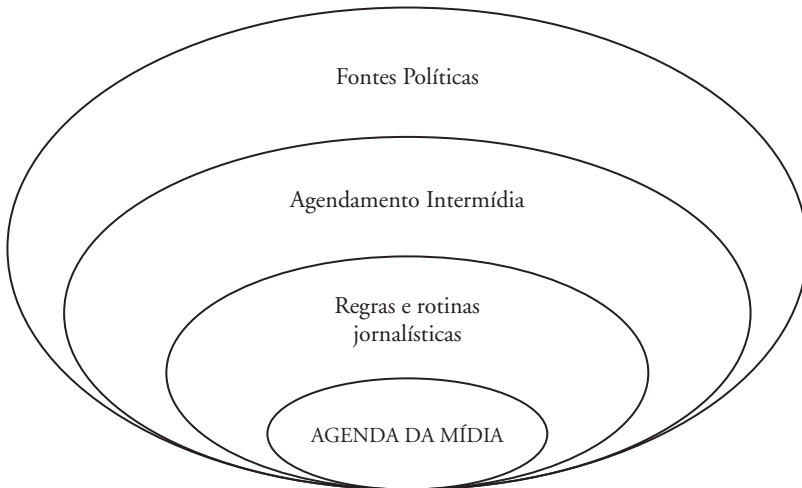 Fontes Políticas
Agendamento Intermídia
Regras e rotinas
jornalísticas
AGENDA DA MÍDIA